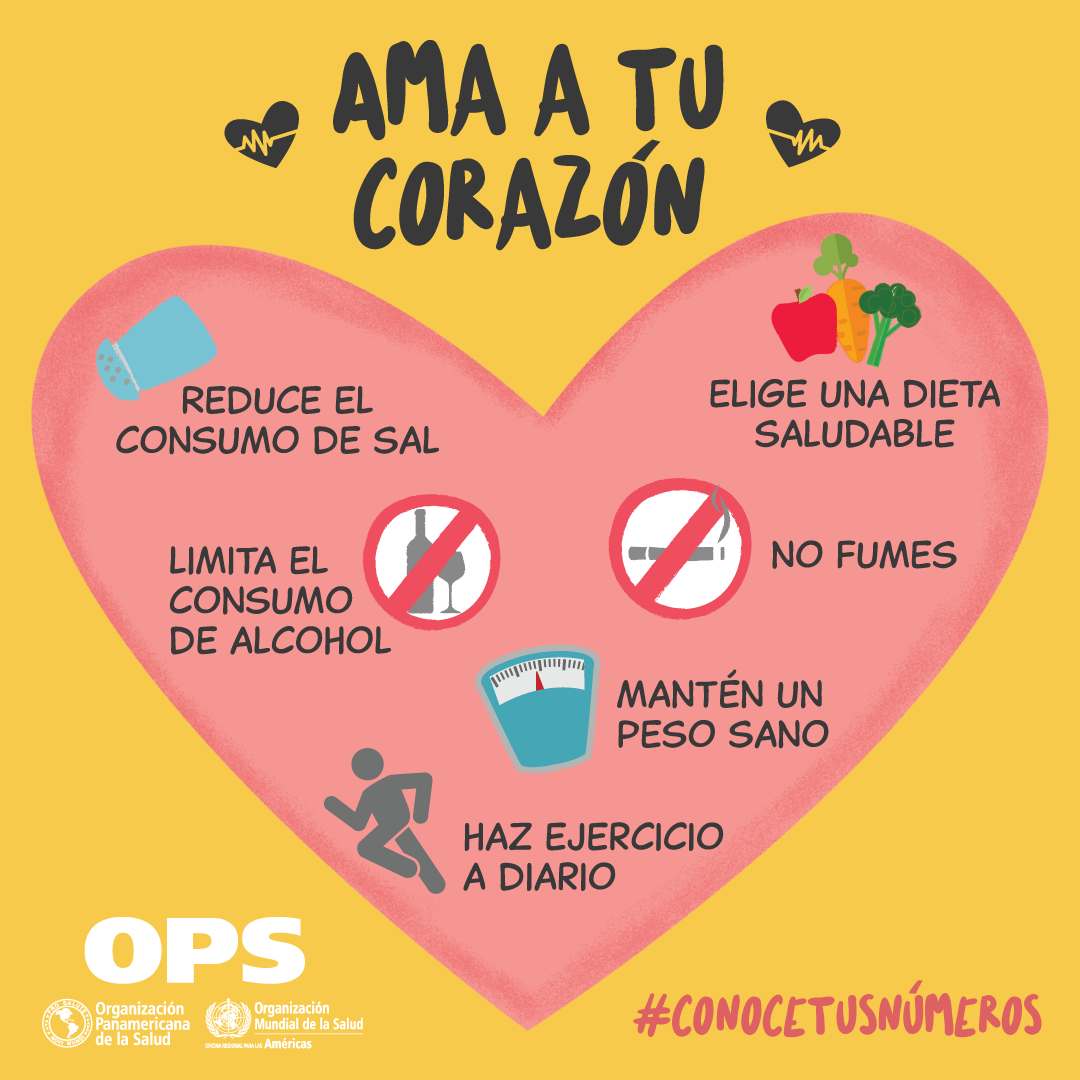 AMA A TU
CORAZÓN
REDUCE EL
CONSUMO DE SAL
ELIGE UNA DIETA
SALUDABLE
LIMITA EL
CONSUMO
DE ALCOHOL
NO FUMES
MANTÉN UN
PESO SANO
HAZ EJERCICIO
A DIARIO
OPS
Organización
Panamericana
de la Salud
Organización
Mundial de la Salud
OFICINA REGIONAL PARA LAS Américas
#CONOCETUSNÚMEROS